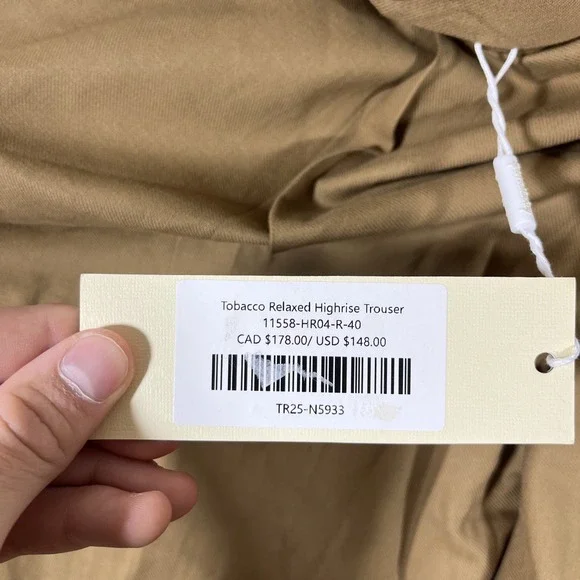 Tobacco Relaxed Highrise Trouser
11558-HR04-R-40
CAD $178.00/ USD $148.00
TR25-N5933